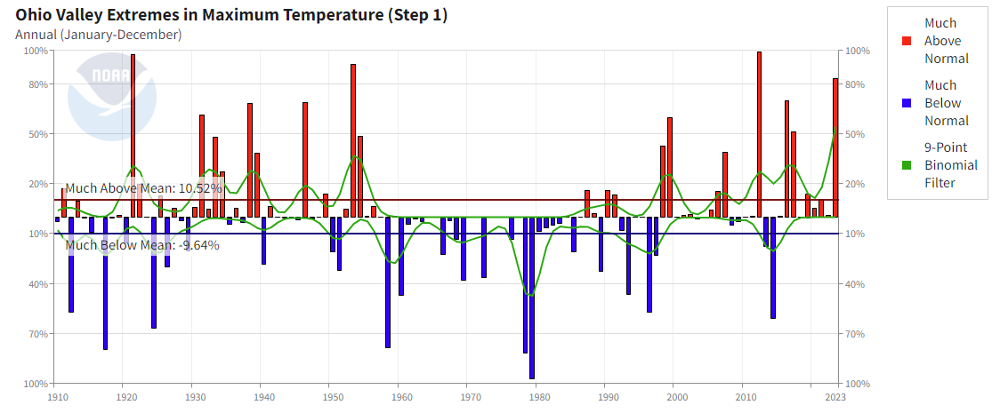 Ohio Valley Extremes in Maximum Temperature (Step 1)
Annual (January-December)
Much
Above
Normal
Much
Below
Normal
9-Point
Binomial
Filter
NOAA
100% 100%
80% 80%
50% 50%
20% 20%
Much Above Mean: 10.52%
10% 10%
Much Below Mean: -9.64%
40% 40%
70% 70%
100% 100%
1910 1920 1930 1940 1950 1960 1970 1980 1990 2000 2010 2023